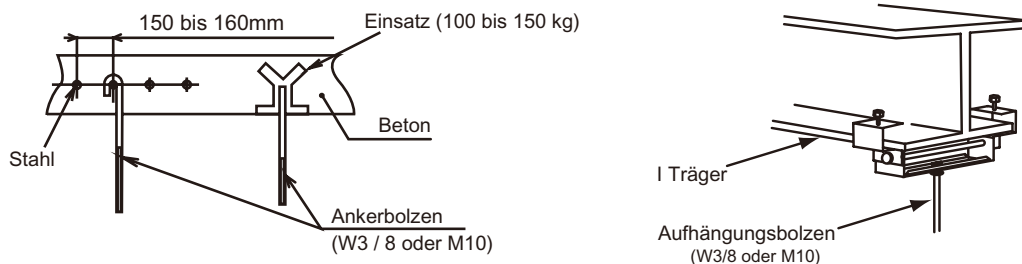 150 bis 160mm
Einsatz (100 bis 150 kg)
Beton
Stahl
Ankerbolzen
(W3 / 8 oder M10)
I Träger
Aufhängungsbolzen
(W3/8 oder M10)